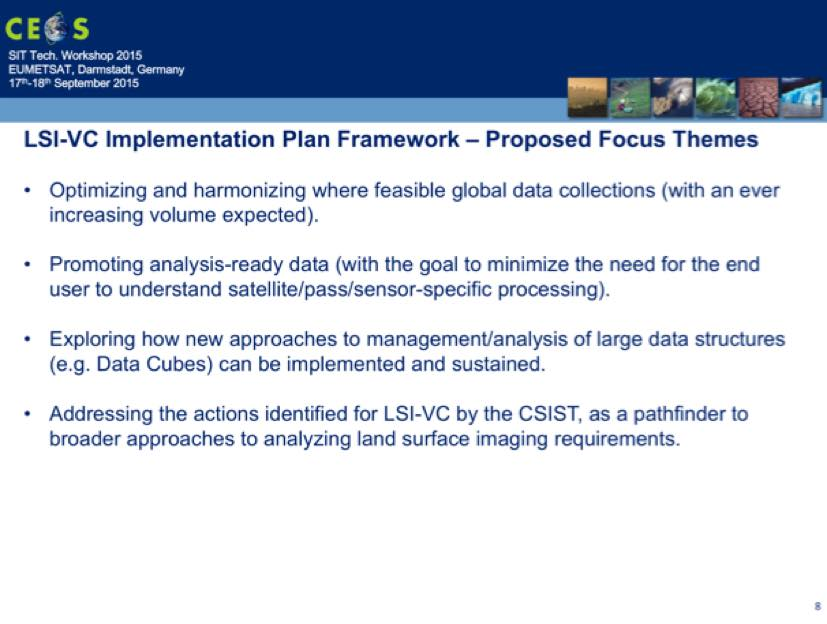 CEOS
SIT Tech. Workshop 2015
EUMETSAT, Darmstadt, Germany
17th-18th September 2015
LSI-VC Implementation Plan Framework – Proposed Focus Themes
• Optimizing and harmonizing where feasible global data collections (with an ever
increasing volume expected).
• Promoting analysis-ready data (with the goal to minimize the need for the end
user to understand satellite/pass/sensor-specific processing).
• Exploring how new approaches to management/analysis of large data structures
(e.g. Data Cubes) can be implemented and sustained.
• Addressing the actions identified for LSI-VC by the CSIST, as a pathfinder to
broader approaches to analyzing land surface imaging requirements.
8